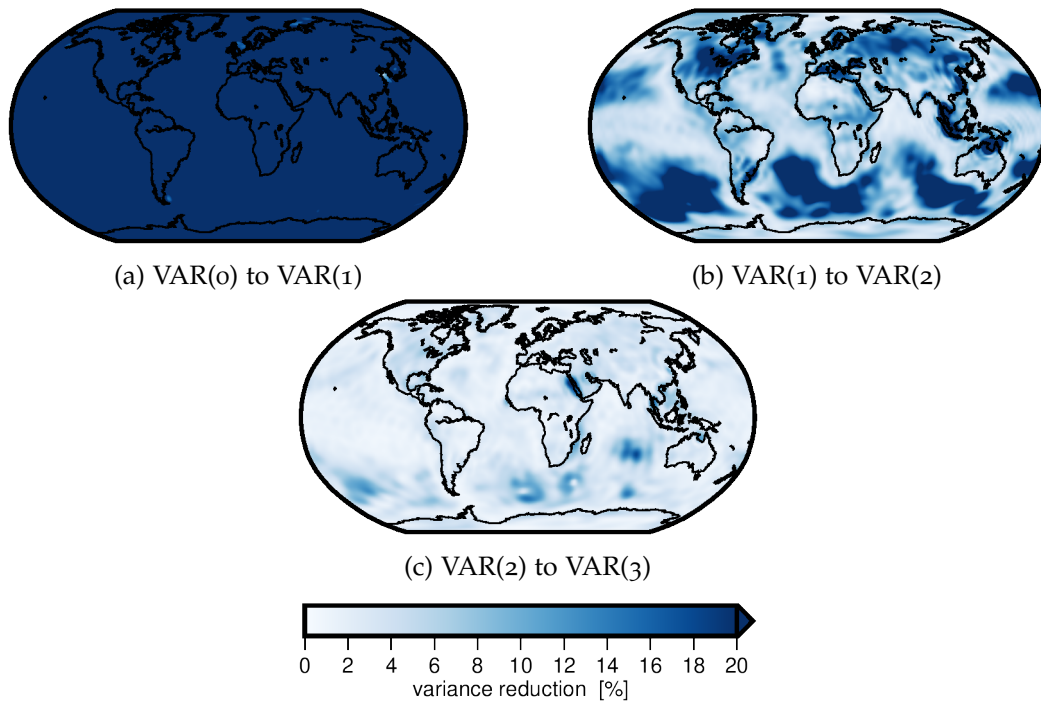 (a) VAR(0) to VAR(1)
(b) VAR(1) to VAR(2)
(c) VAR(2) to VAR(3)
0 2 4 6 8 10 12 14 16 18 20
variance reduction [%]